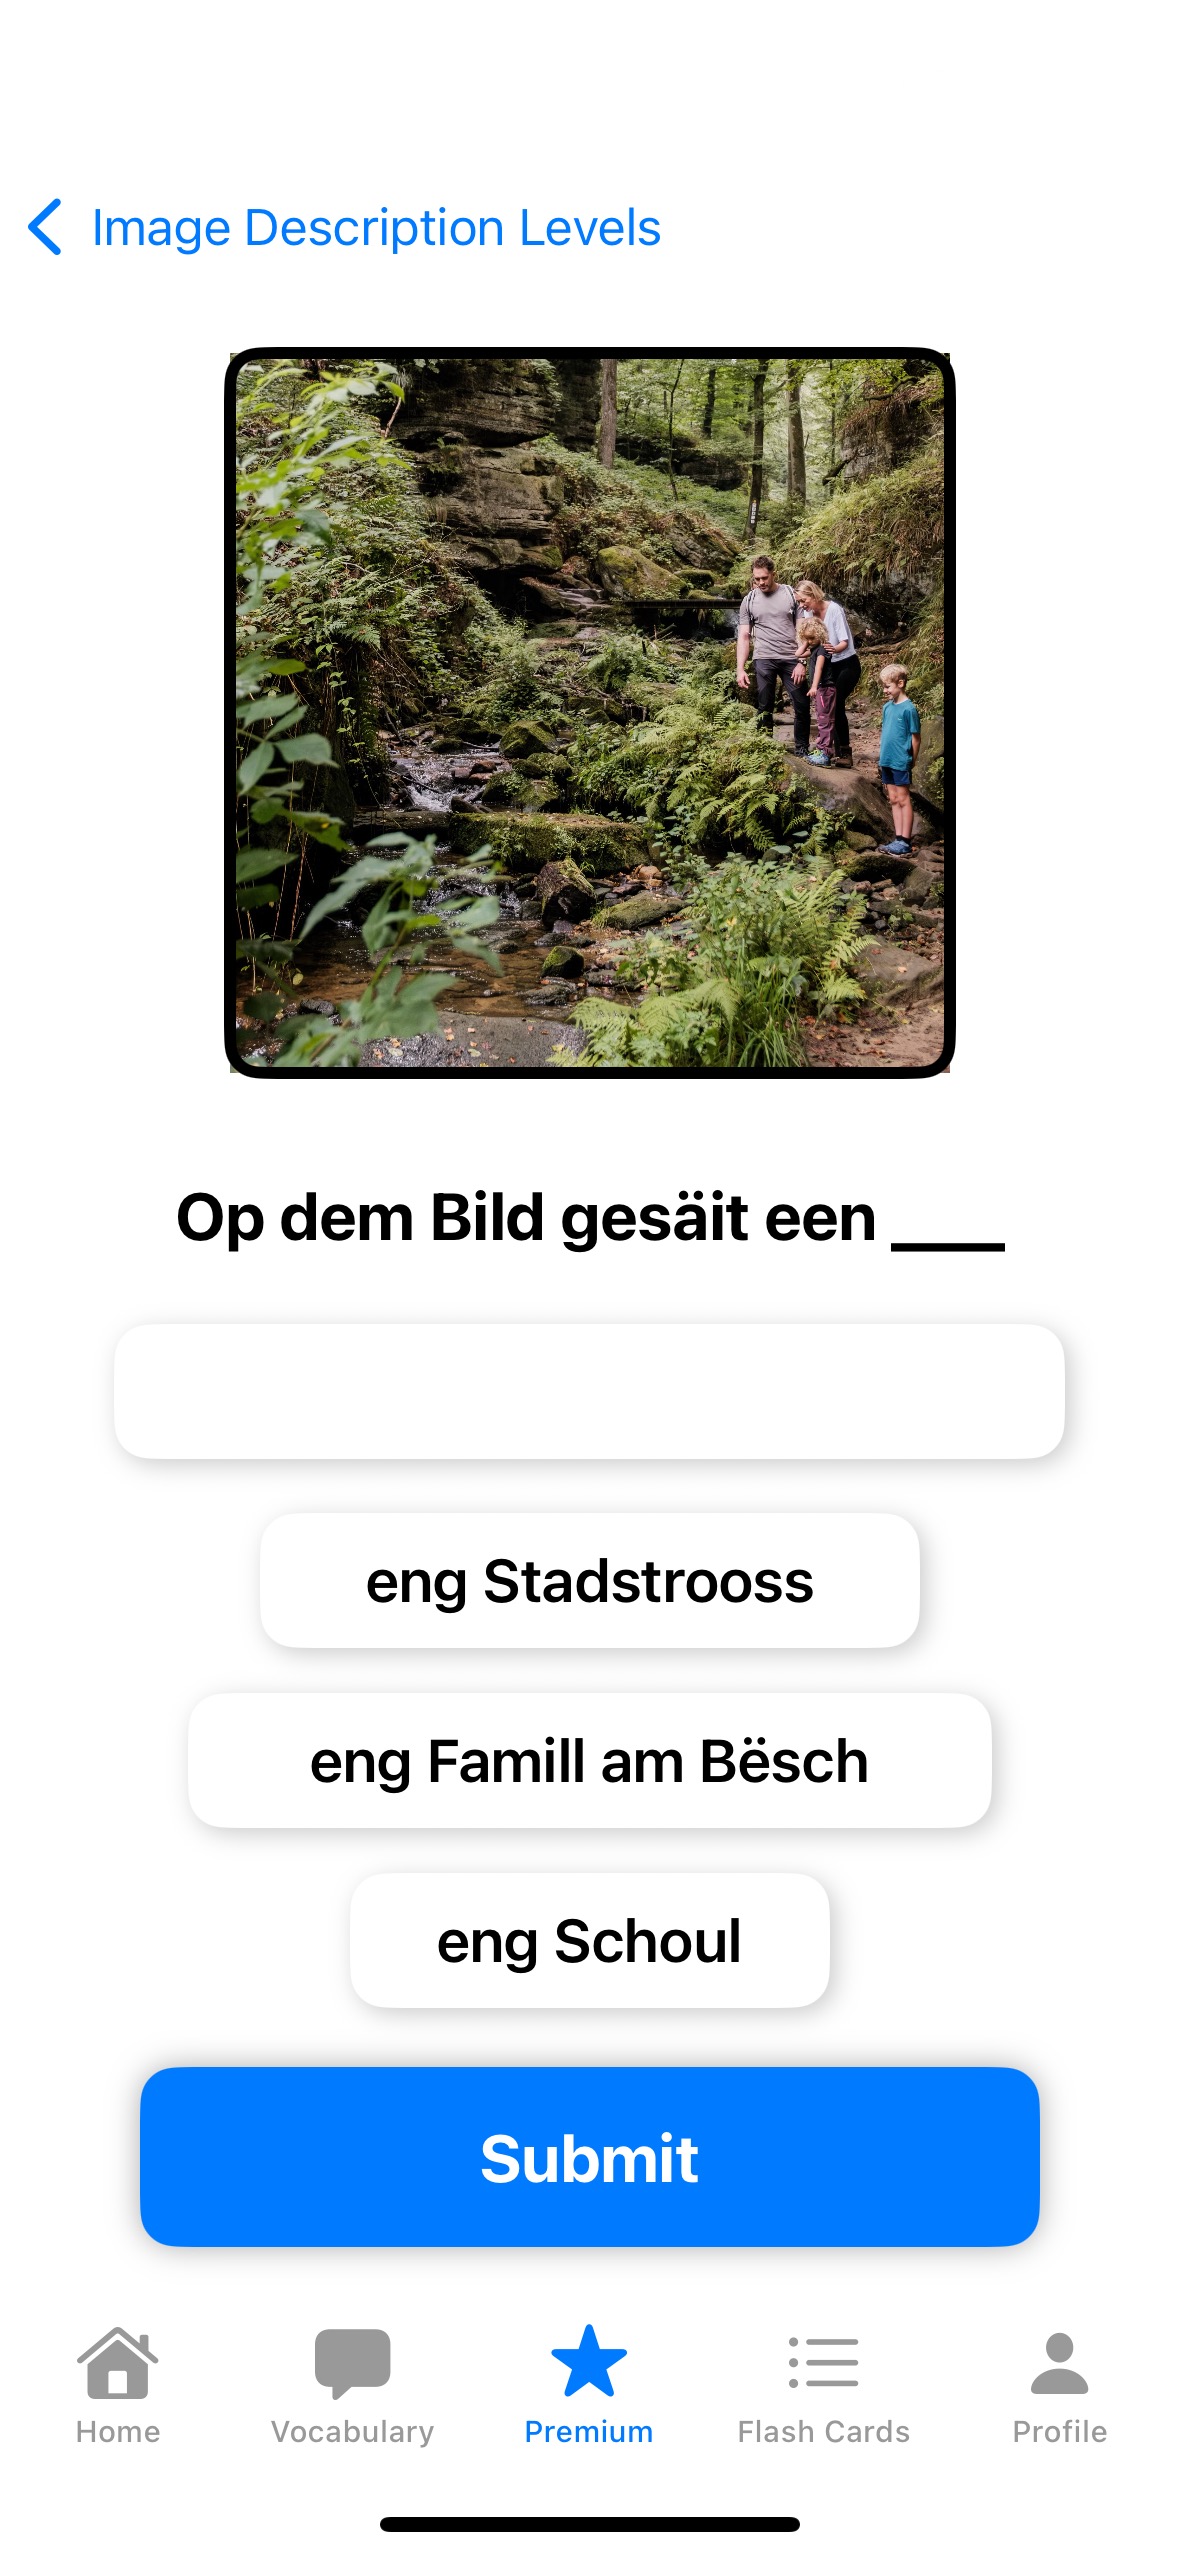 Image Description Levels
Op dem Bild gesäit een ____
eng Stadstrooss
eng Famill am Bësch
eng Schoul
Submit
Home
Vocabulary
Premium
Flash Cards
Profile